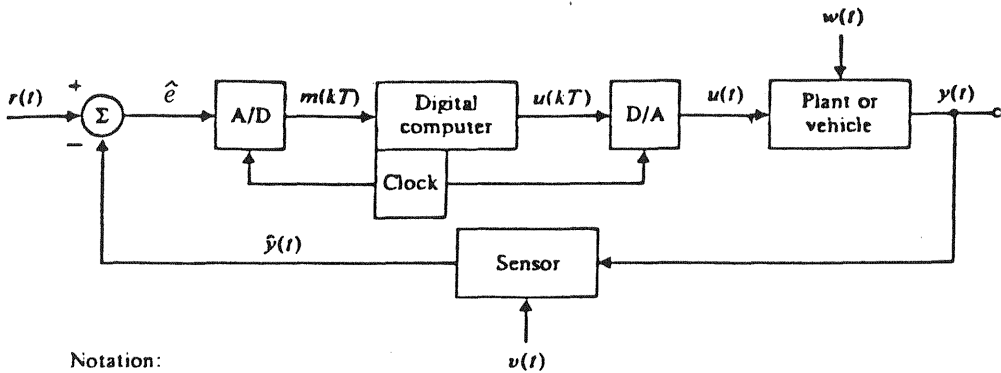 w(t)
+
r(t)
Σ
−
ê
A/D
m(kT)
Digital
computer
u(kT)
D/A
u(t)
Plant or
vehicle
y(t)
Clock
ŷ(t)
Sensor
v(t)
Notation: